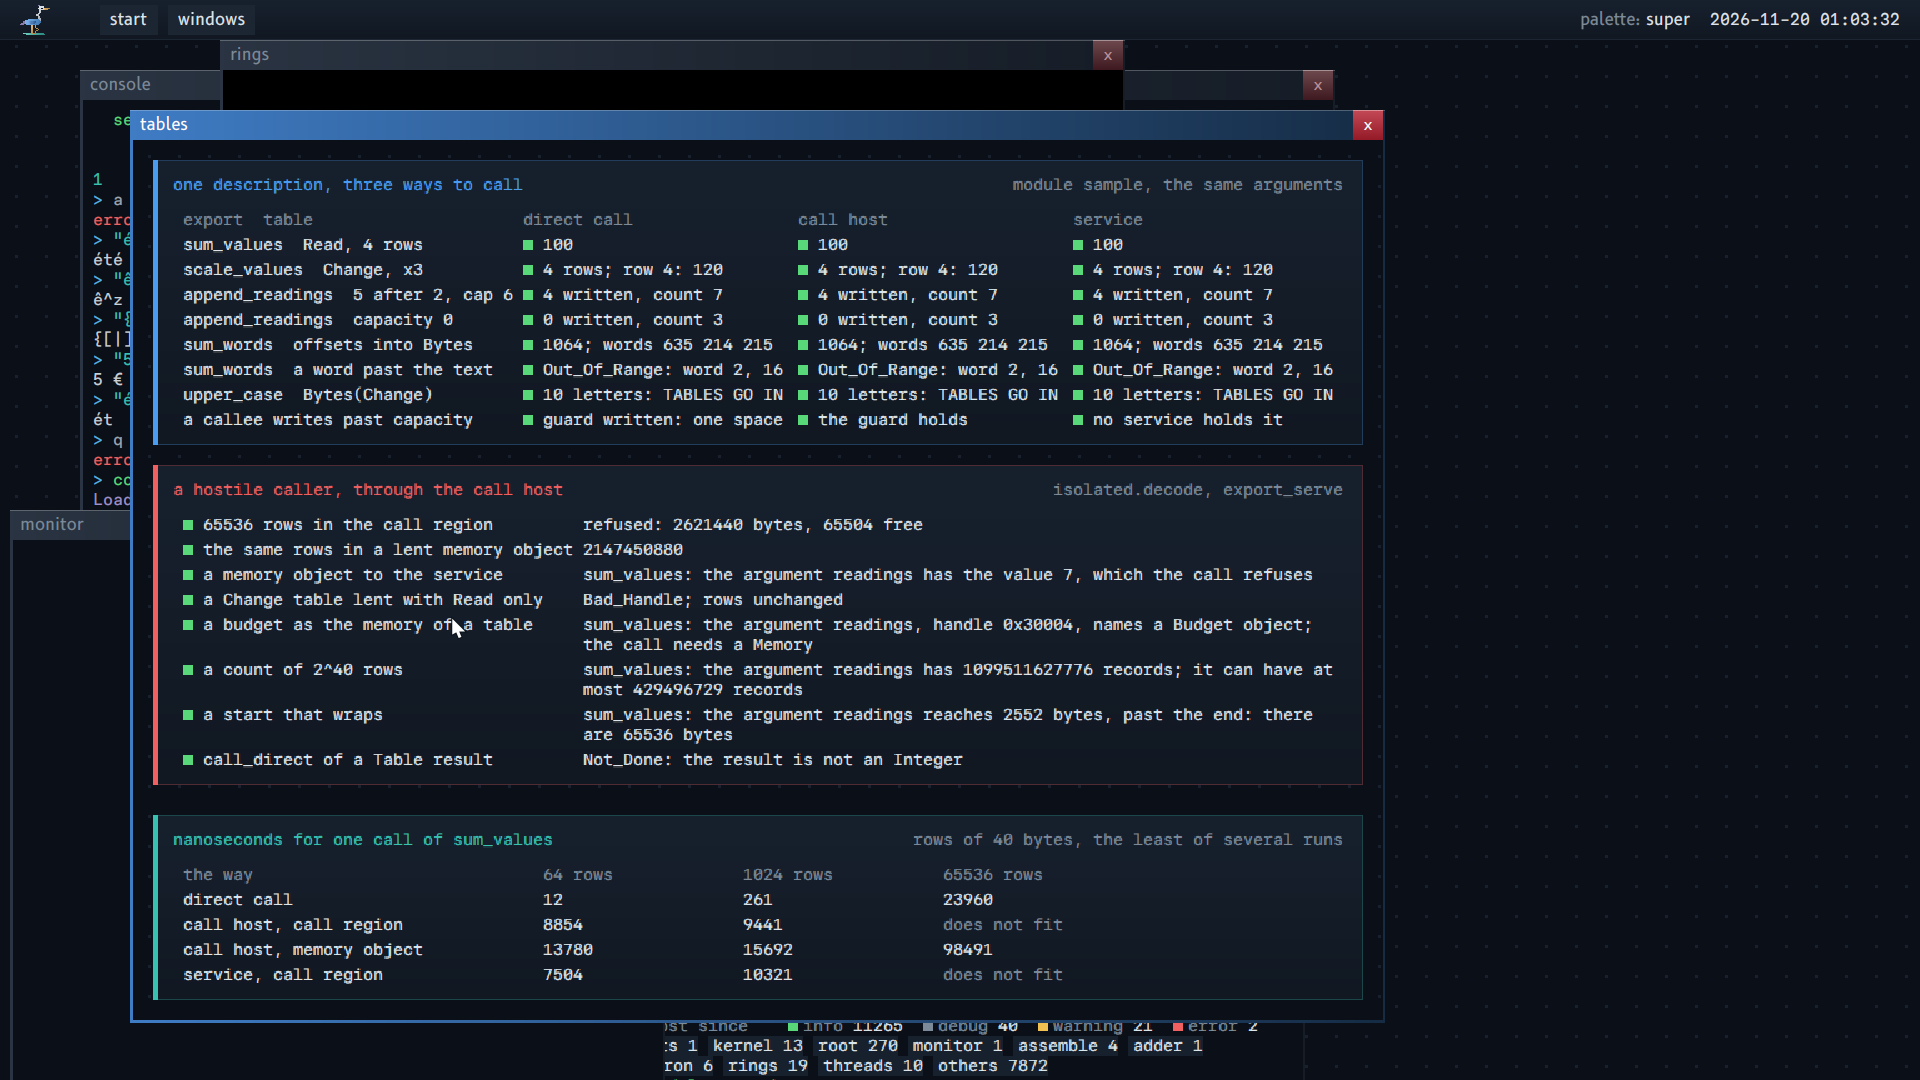 start windows palette: super 2026-11-20 01:03:32
rings x
console x
tables x
1
> a
été
ê^z
5 €
ét
> q
monitor
one description, three ways to call module sample, the same arguments
export table direct call call host service
sum_values Read, 4 rows 100 100 100
scale_values Change, x3 4 rows; row 4: 120 4 rows; row 4: 120 4 rows; row 4: 120
append_readings 5 after 2, cap 6 4 written, count 7 4 written, count 7 4 written, count 7
append_readings capacity 0 0 written, count 3 0 written, count 3 0 written, count 3
sum_words offsets into Bytes 1064; words 635 214 215 1064; words 635 214 215 1064; words 635 214 215
sum_words a word past the text Out_Of_Range: word 2, 16 Out_Of_Range: word 2, 16 Out_Of_Range: word 2, 16
upper_case Bytes(Change) 10 letters: TABLES GO IN 10 letters: TABLES GO IN 10 letters: TABLES GO IN
a callee writes past capacity guard written: one space the guard holds no service holds it
a hostile caller, through the call host isolated.decode, export_serve
65536 rows in the call region refused: 2621440 bytes, 65504 free
the same rows in a lent memory object 2147450880
a memory object to the service sum_values: the argument readings has the value 7, which the call refuses
a Change table lent with Read only Bad_Handle; rows unchanged
a budget as the memory of a table sum_values: the argument readings, handle 0x30004, names a Budget object;
the call needs a Memory
a count of 2^40 rows sum_values: the argument readings has 1099511627776 records; it can have at
most 429496729 records
a start that wraps sum_values: the argument readings reaches 2552 bytes, past the end: there
are 65536 bytes
call_direct of a Table result Not_Done: the result is not an Integer
nanoseconds for one call of sum_values rows of 40 bytes, the least of several runs
the way 64 rows 1024 rows 65536 rows
direct call 12 261 23960
call host, call region 8854 9441 does not fit
call host, memory object 13780 15692 98491
service, call region 7504 10321 does not fit
since info 11265 debug 40 warning 21 error 2
1 kernel 13 root 270 monitor 1 assemble 4 adder 1
6 rings 19 threads 10 others 7872